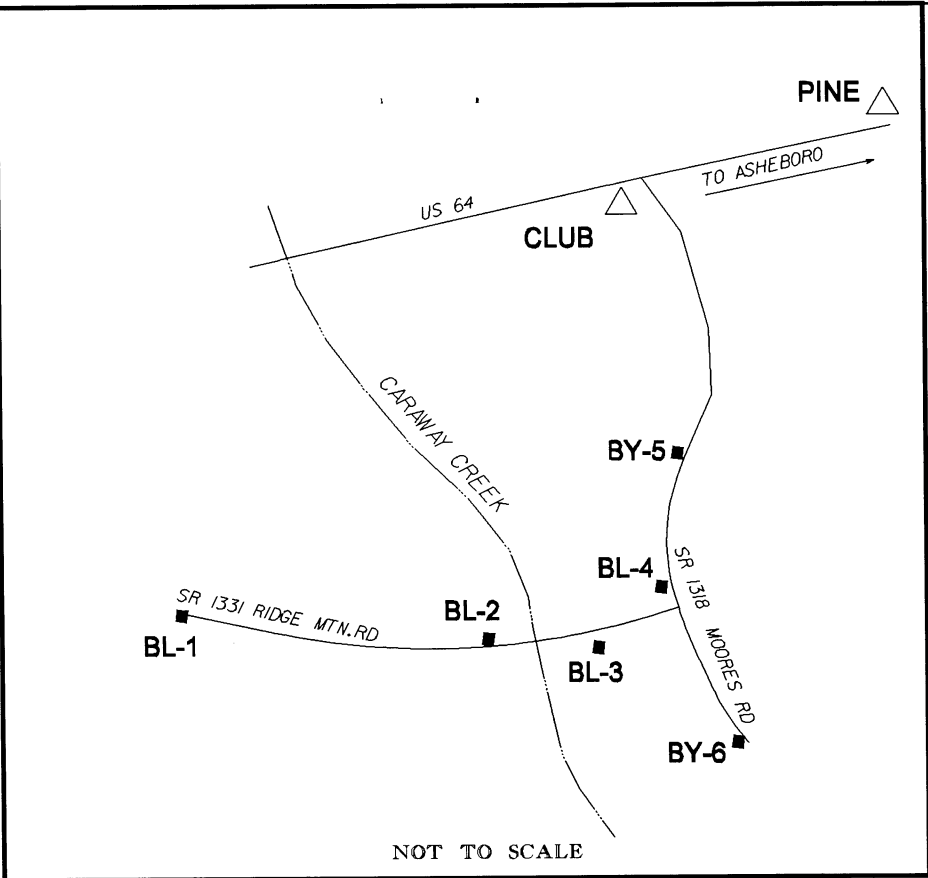 PINE
TO ASHEBORO
US 64
CLUB
CARAWAY CREEK
BY-5
BL-4
SR 1318 MOORES RD
SR 1331 RIDGE MTN.RD
BL-2
BL-1
BL-3
BY-6
NOT TO SCALE